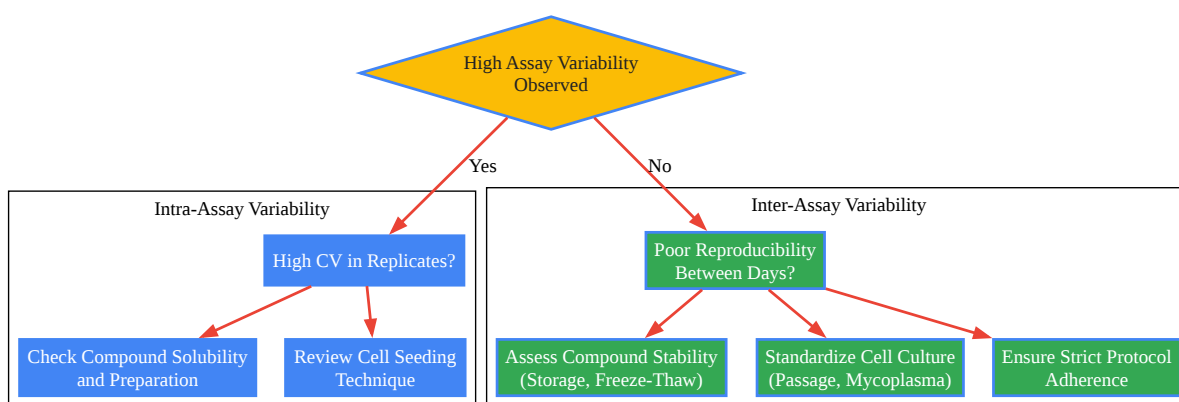 High Assay Variability
Observed
Yes
No
Intra-Assay Variability
Inter-Assay Variability
High CV in Replicates?
Poor Reproducibility
Between Days?
Check Compound Solubility
and Preparation
Review Cell Seeding
Technique
Assess Compound Stability
(Storage, Freeze-Thaw)
Standardize Cell Culture
(Passage, Mycoplasma)
Ensure Strict Protocol
Adherence